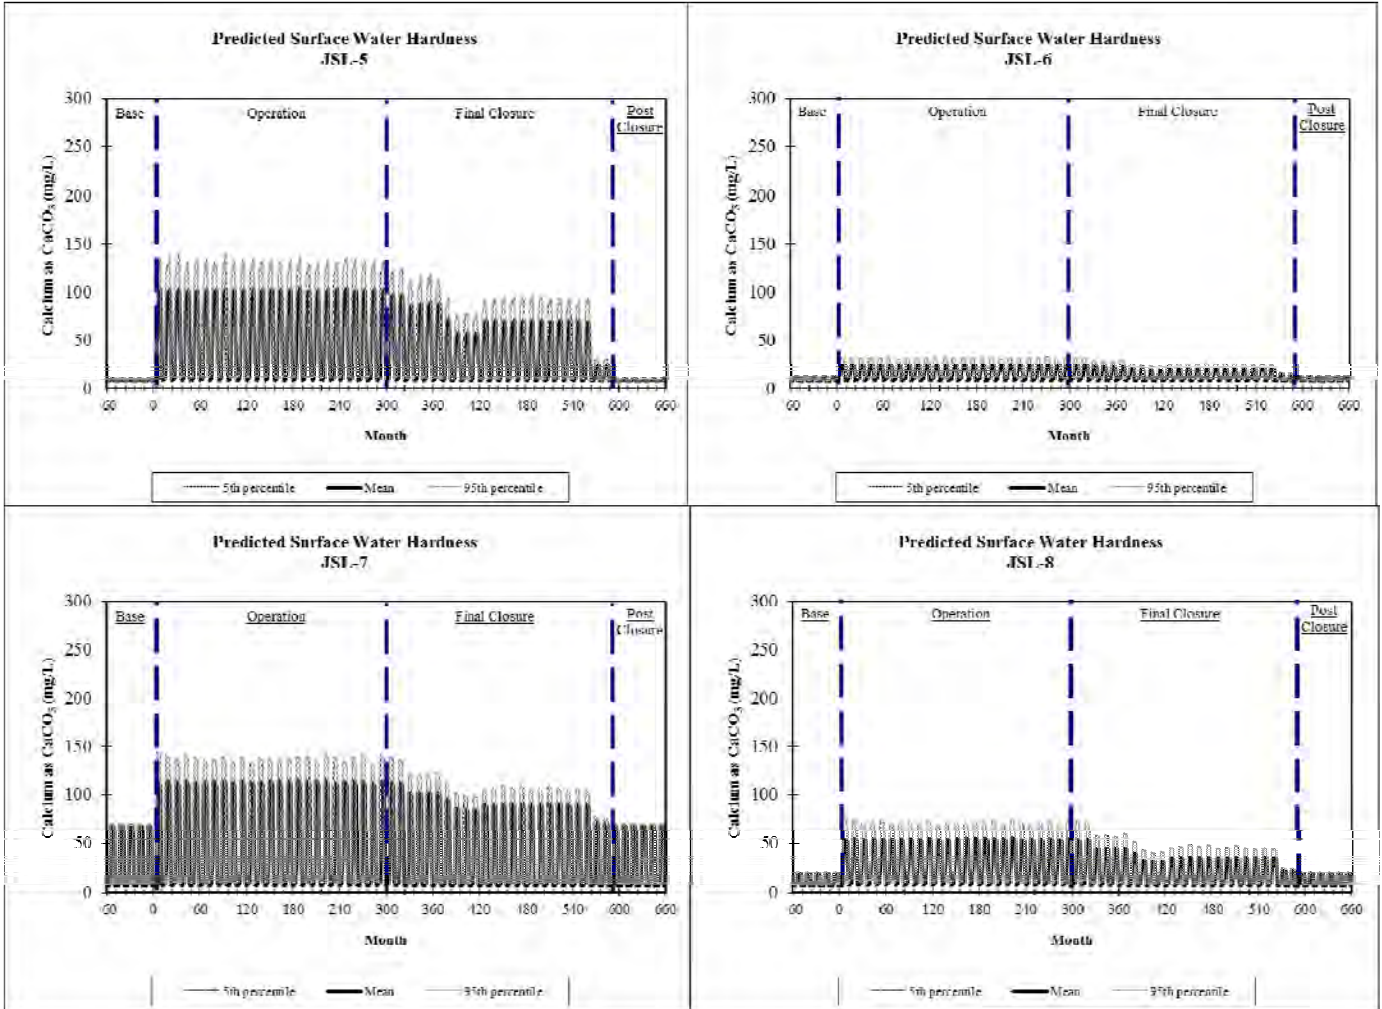 Predicted Surface Water Hardness
JSL-5
300
250
200
150
100
50
0
Calcium as CaCO3 (mg/L)
Base
Operation
Final Closure
Post
Closure
-60 0 60 120 180 240 300 360 420 480 540 600 660
Month
5th percentile Mean 95th percentile
Predicted Surface Water Hardness
JSL-6
300
250
200
150
100
50
0
Calcium as CaCO3 (mg/L)
Base
Operation
Final Closure
Post
Closure
-60 0 60 120 180 240 300 360 420 480 540 600 660
Month
5th percentile Mean 95th percentile
Predicted Surface Water Hardness
JSL-7
300
250
200
150
100
50
0
Calcium as CaCO3 (mg/L)
Base
Operation
Final Closure
Post
Closure
-60 0 60 120 180 240 300 360 420 480 540 600 660
Month
5th percentile Mean 95th percentile
Predicted Surface Water Hardness
JSL-8
300
250
200
150
100
50
0
Calcium as CaCO3 (mg/L)
Base
Operation
Final Closure
Post
Closure
-60 0 60 120 180 240 300 360 420 480 540 600 660
Month
5th percentile Mean 95th percentile